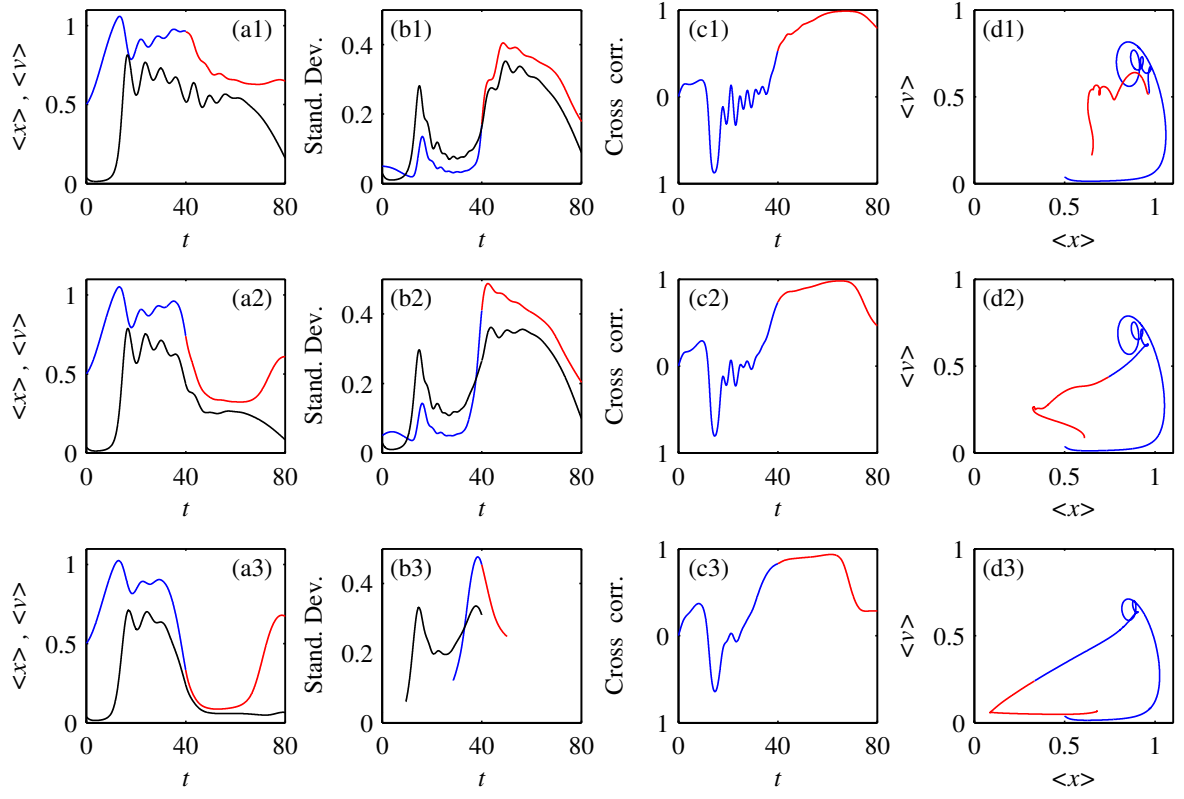 (a1) (b1) (c1) (d1)
1 0.5 0
<x> , <v>
0.4 0.2 0
Stand. Dev.
1 0 1
Cross corr.
1 0.5 0
<v>
0 40 80 0 40 80 0 40 80 0 0.5 1
t t t <x>
(a2) (b2) (c2) (d2)
1 0.5 0
<x> , <v>
0.4 0.2 0
Stand. Dev.
1 0 1
Cross corr.
1 0.5 0
<v>
0 40 80 0 40 80 0 40 80 0 0.5 1
t t t <x>
(a3) (b3) (c3) (d3)
1 0.5 0
<x> , <v>
0.4 0.2 0
Stand. Dev.
1 0 1
Cross corr.
1 0.5 0
<v>
0 40 80 0 40 80 0 40 80 0 0.5 1
t t t <x>